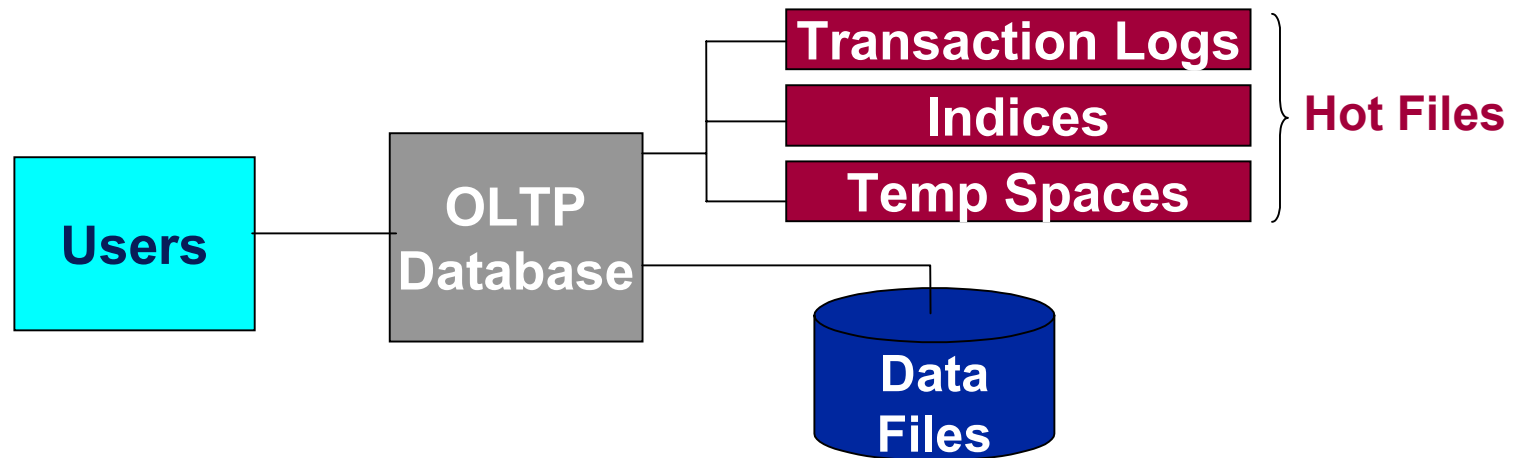 Users
OLTP
Database
Transaction Logs
Indices
Temp Spaces
Hot Files
Data
Files